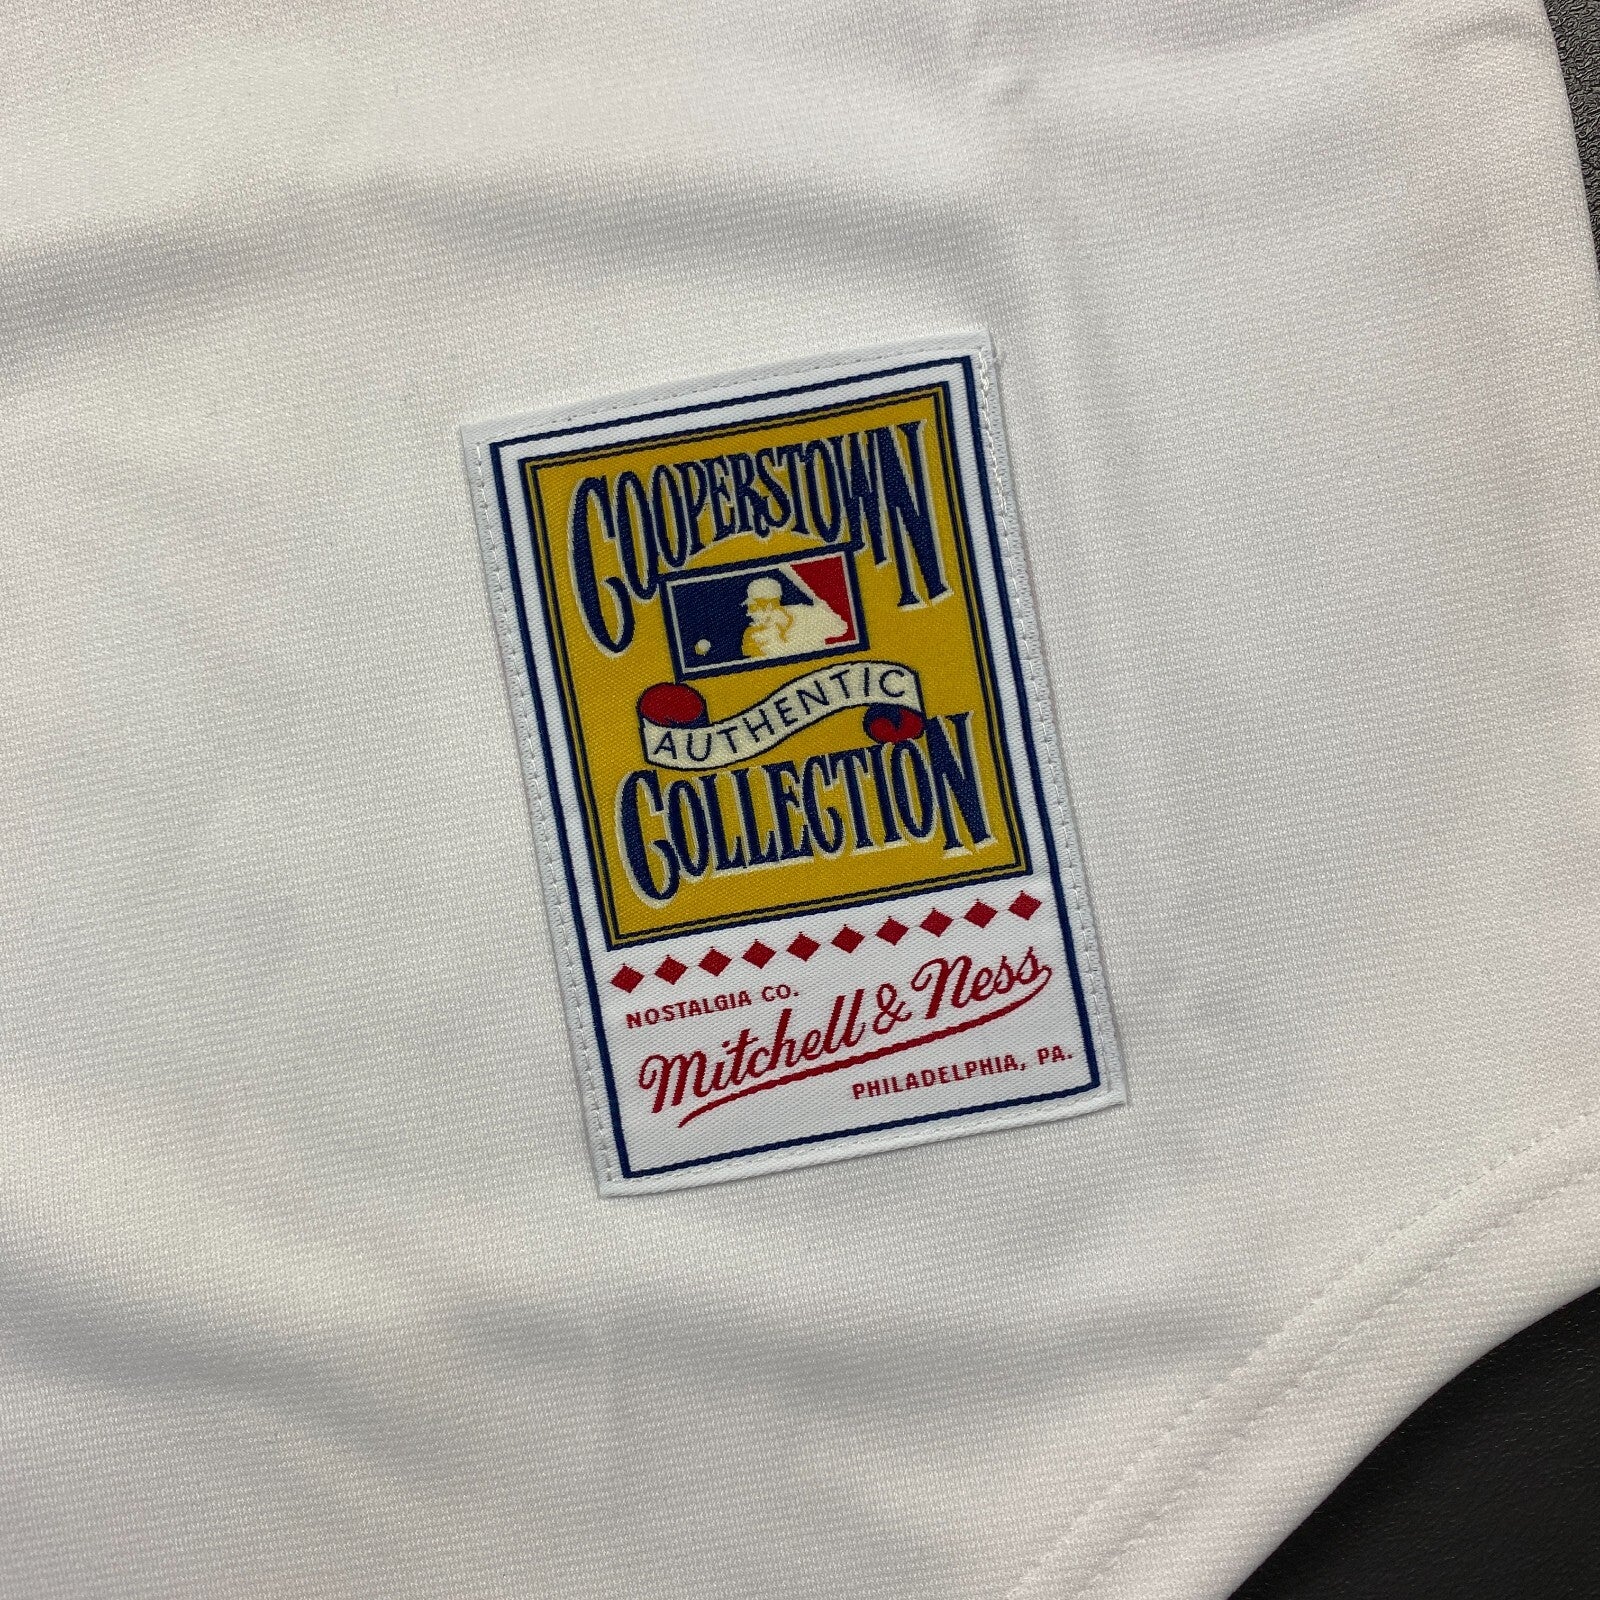 COOPERSTOWN
AUTHENTIC
COLLECTION
NOSTALGIA CO.
Mitchell & Ness
PHILADELPHIA, PA.